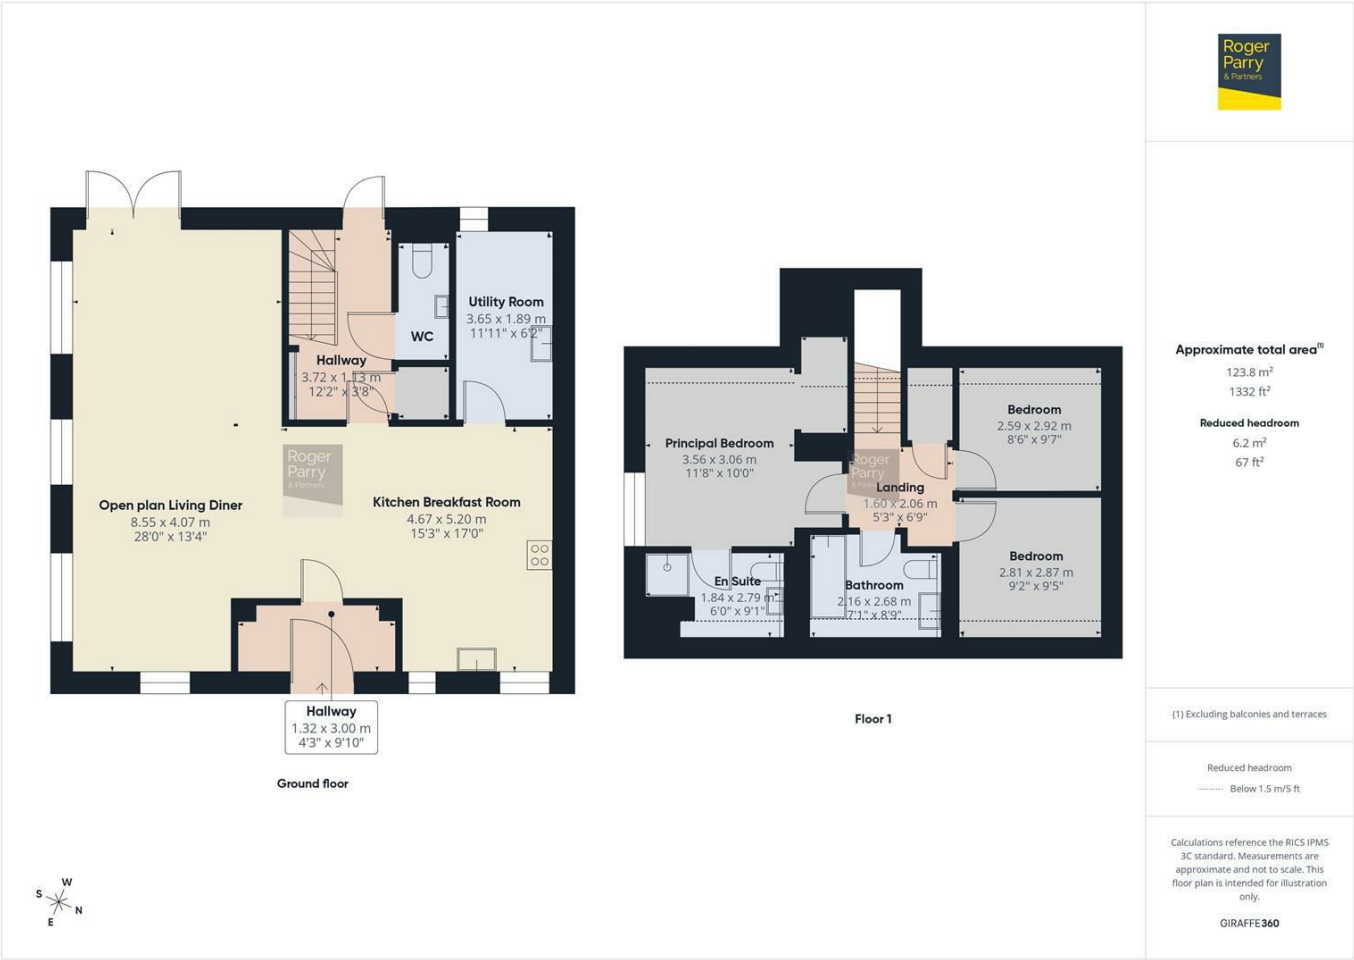 Roger
Parry
& Partners
Approximate total area⁽¹⁾
123.8 m²
1332 ft²
Reduced headroom
6.2 m²
67 ft²
(1) Excluding balconies and terraces
Reduced headroom
Below 1.5 m/5 ft
Calculations reference the RICS IPMS
3C standard. Measurements are
approximate and not to scale. This
floor plan is intended for illustration
only.
GIRAFFE360
Utility Room
3.65 x 1.89 m
11'11" x 6'2"
WC
Hallway
3.72 x 1.13 m
12'2" x 3'8"
Roger
Parry
& Partners
Open plan Living Diner
8.55 x 4.07 m
28'0" x 13'4"
Kitchen Breakfast Room
4.67 x 5.20 m
15'3" x 17'0"
Hallway
1.32 x 3.00 m
4'3" x 9'10"
Ground floor
Principal Bedroom
3.56 x 3.06 m
11'8" x 10'0"
Bedroom
2.59 x 2.92 m
8'6" x 9'7"
Roger
Parry
& Partners
Landing
1.60 x 2.06 m
5'3" x 6'9"
Bedroom
2.81 x 2.87 m
9'2" x 9'5"
En Suite
1.84 x 2.79 m
6'0" x 9'1"
Bathroom
2.16 x 2.68 m
7'1" x 8'9"
Floor 1
W
S
N
E